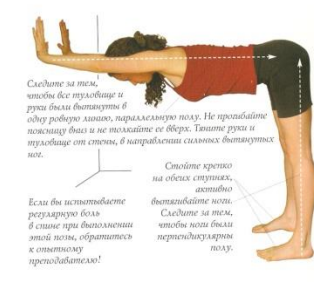 Следите за тем,
чтобы все туловище и
руки были вытянуты в
одну ровную линию, параллельную полу. Не прогибайте
поясницу вниз и не толкайте ее вверх. Тяните руки и
туловище от стены, в направлении сильных вытянутых
ног.
Стойте крепко
на обеих ступнях,
активно
вытягивайте ноги.
Следите за тем,
чтобы ноги были
перпендикулярны
полу.
Если вы испытываете
регулярную боль
в спине при выполнении
этой позы, обратитесь
к опытному
преподавателю!